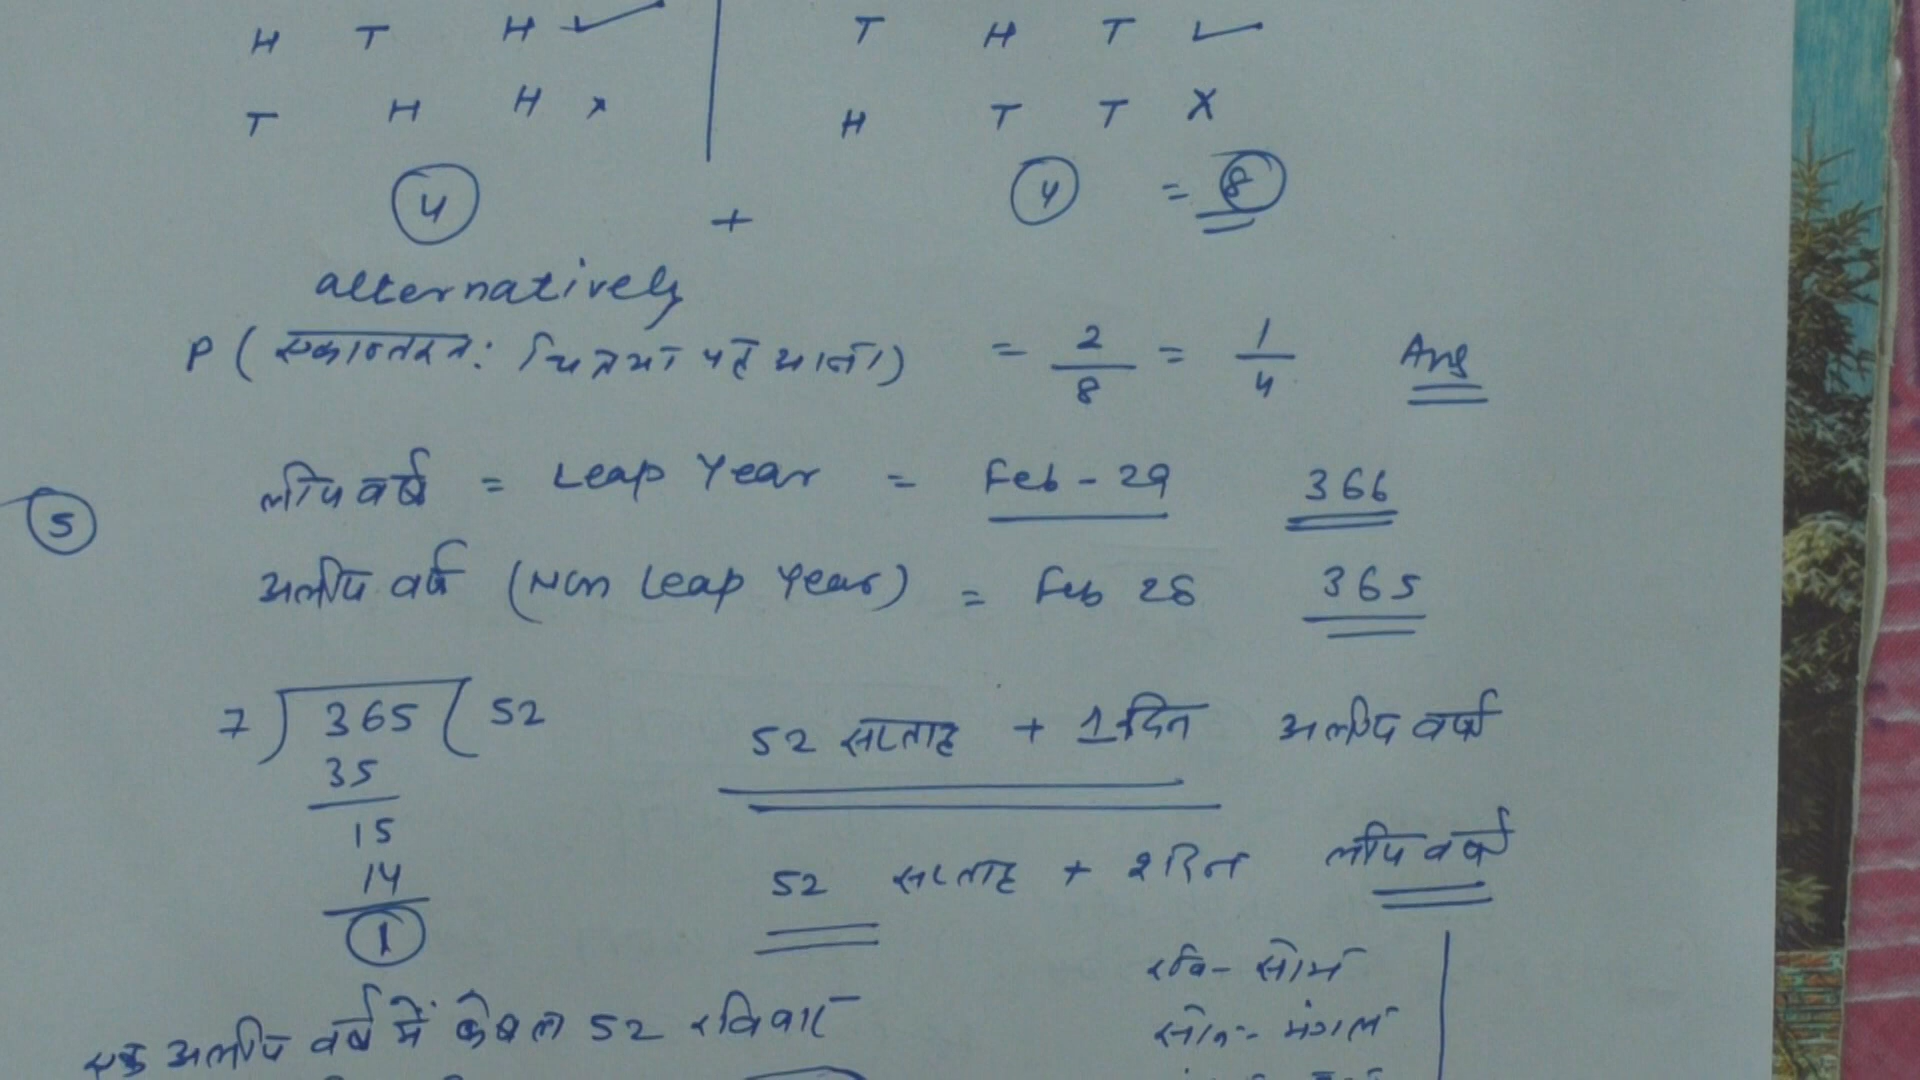 H T H ✓ | T H T ✓
T H H × | H T T X
4 + 4 = 8
alternatively
P ( एकान्तरत: चित्तियाँ पट आना) = 2/8 = 1/4 Ans
5 लीप वर्ष = Leap Year = Feb - 29 366
अलीप वर्ष (Non Leap Year) = Feb 28 365
7 ) 365 ( 52 52 सप्ताह + 1 दिन अलीप वर्ष
35
15
14 52 सप्ताह + 2 दिन लीप वर्ष
1
रवि - सोम
एक अलीप वर्ष में केवल 52 रविवार सोम - मंगल